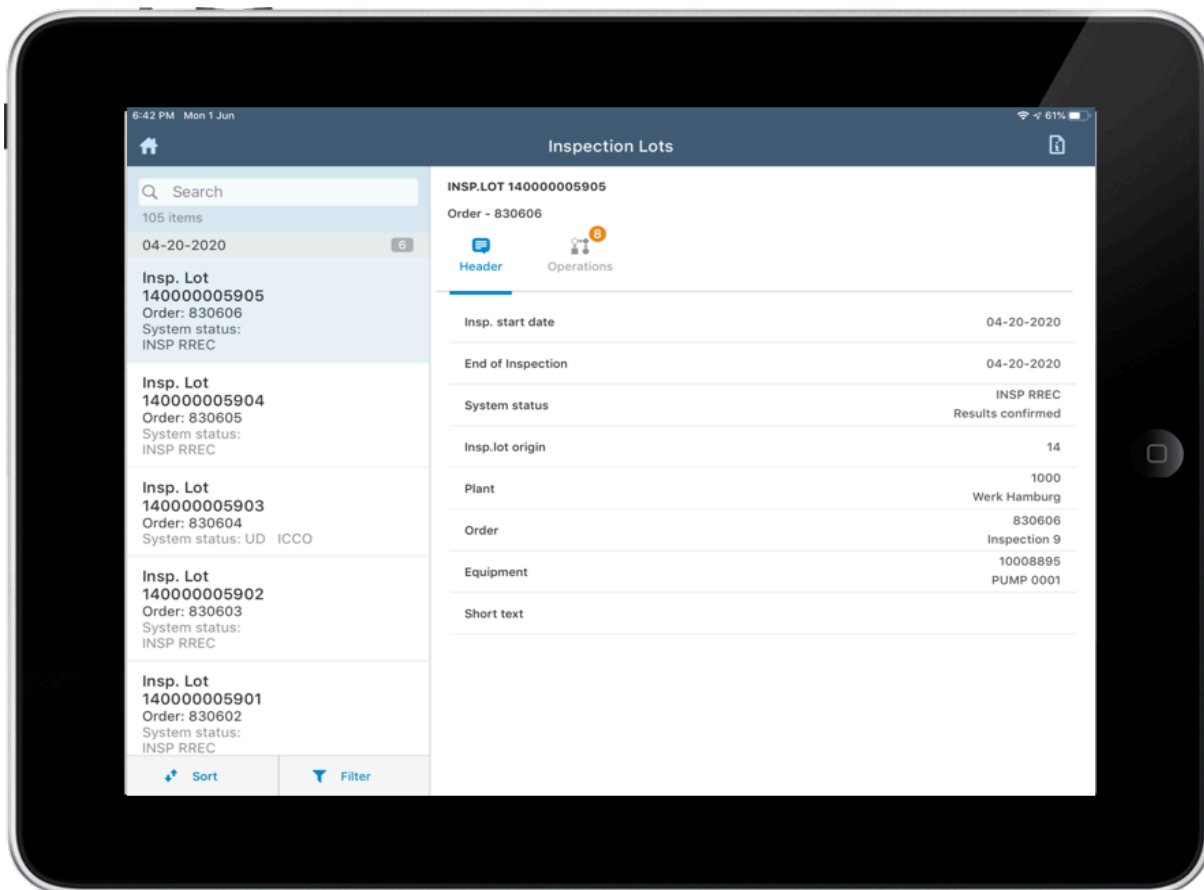 6:42 PM Mon 1 Jun
61%
Inspection Lots
Search
105 items
04-20-2020 6
Insp. Lot
140000005905
Order: 830606
System status:
INSP RREC
Insp. Lot
140000005904
Order: 830605
System status:
INSP RREC
Insp. Lot
140000005903
Order: 830604
System status: UD ICCO
Insp. Lot
140000005902
Order: 830603
System status:
INSP RREC
Insp. Lot
140000005901
Order: 830602
System status:
INSP RREC
Sort Filter
INSP.LOT 140000005905
Order - 830606
8
Header Operations
Insp. start date 04-20-2020
End of Inspection 04-20-2020
System status INSP RREC
Results confirmed
Insp.lot origin 14
Plant 1000
Werk Hamburg
Order 830606
Inspection 9
Equipment 10008895
PUMP 0001
Short text